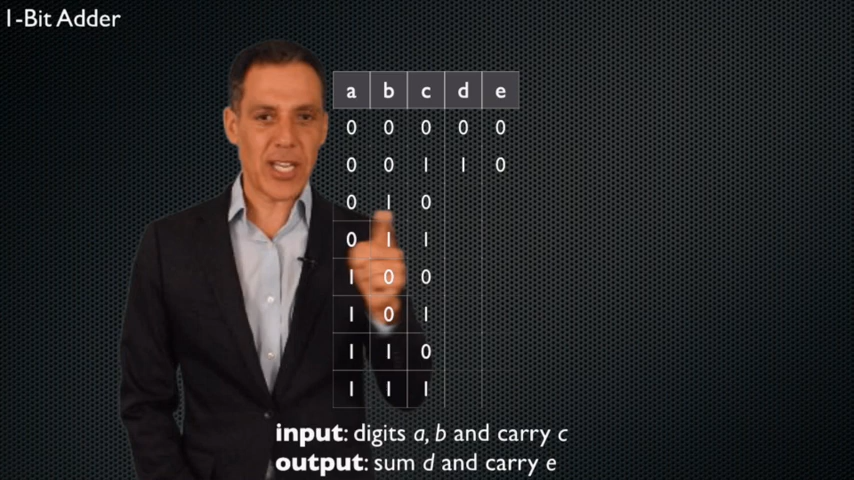 1-Bit Adder
a b c d e
0 0 0 0 0
0 0 1 1 0
0 1 0
0 1 1
1 0 0
1 0 1
1 1 0
1 1 1
input: digits a, b and carry c
output: sum d and carry e